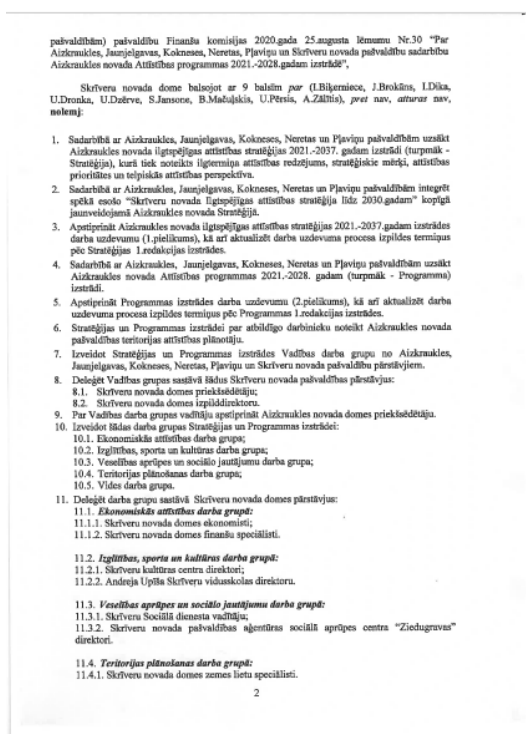 pašvaldībām) pašvaldību Finanšu komisijas 2020.gada 25.augusta lēmumu Nr.30 “Par
Aizkraukles, Jaunjelgavas, Kokneses, Neretas, Pļaviņu un Skrīveru novada pašvaldību sadarbību
Aizkraukles novada Attīstības programmas 2021.-2028.gadam izstrādē”,
Skrīveru novada dome balsojot ar 9 balsīm par (I.Biķerniece, J.Brokāns, I.Dika,
U.Dronka, U.Dzērve, S.Jansone, B.Mačuļskis, U.Pērsis, A.Zālītis), pret nav, atturas nav,
nolemj:
1. Sadarbībā ar Aizkraukles, Jaunjelgavas, Kokneses, Neretas un Pļaviņu pašvaldībām uzsākt
Aizkraukles novada ilgtspējīgas attīstības stratēģijas 2021.-2037. gadam izstrādi (turpmāk -
Stratēģija), kurā tiek noteikts ilgtermiņa attīstības redzējums, stratēģiskie mērķi, attīstības
prioritātes un telpiskās attīstības perspektīva.
2. Sadarbībā ar Aizkraukles, Jaunjelgavas, Kokneses, Neretas un Pļaviņu pašvaldībām integrēt
spēkā esošo “Skrīveru novada Ilgtspējīgas attīstības stratēģija līdz 2030.gadam” kopīgā
jaunveidojamā Aizkraukles novada Stratēģijā.
3. Apstiprināt Aizkraukles novada ilgtspējīgas attīstības stratēģijas 2021.-2037.gadam izstrādes
darba uzdevumu (1.pielikums), kā arī aktualizēt darba uzdevuma procesa izpildes termiņus
pēc Stratēģijas 1.redakcijas izstrādes.
4. Sadarbībā ar Aizkraukles, Jaunjelgavas, Kokneses, Neretas un Pļaviņu pašvaldībām uzsākt
Aizkraukles novada Attīstības programmas 2021.-2028. gadam (turpmāk - Programma)
izstrādi.
5. Apstiprināt Programmas izstrādes darba uzdevumu (2.pielikums), kā arī aktualizēt darba
uzdevuma procesa izpildes termiņus pēc Programmas 1.redakcijas izstrādes.
6. Stratēģijas un Programmas izstrādei par atbildīgo darbinieku noteikt Aizkraukles novada
pašvaldības teritorijas attīstības plānotāju.
7. Izveidot Stratēģijas un Programmas izstrādes Vadības darba grupu no Aizkraukles,
Jaunjelgavas, Kokneses, Neretas, Pļaviņu un Skrīveru novada pašvaldību pārstāvjiem.
8. Deleģēt Vadības grupas sastāvā šādus Skrīveru novada pašvaldības pārstāvjus:
8.1. Skrīveru novada domes priekšsēdētāju;
8.2. Skrīveru novada domes izpilddirektoru.
9. Par Vadības darba grupas vadītāju apstiprināt Aizkraukles novada domes priekšsēdētāju.
10. Izveidot šādas darba grupas Stratēģijas un Programmas izstrādei:
10.1. Ekonomiskās attīstības darba grupa;
10.2. Izglītības, sporta un kultūras darba grupa;
10.3. Veselības aprūpes un sociālo jautājumu darba grupa;
10.4. Teritorijas plānošanas darba grupa;
10.5. Vides darba grupa.
11. Deleģēt darba grupu sastāvā Skrīveru novada domes pārstāvjus:
11.1. Ekonomiskās attīstības darba grupā:
11.1.1. Skrīveru novada domes ekonomisti;
11.1.2. Skrīveru novada domes finanšu speciālisti.
11.2. Izglītības, sporta un kultūras darba grupā:
11.2.1. Skrīveru kultūras centra direktori;
11.2.2. Andreja Upīša Skrīveru vidusskolas direktoru.
11.3. Veselības aprūpes un sociālo jautājumu darba grupā:
11.3.1. Skrīveru Sociālā dienesta vadītāju;
11.3.2. Skrīveru novada pašvaldības aģentūras sociālā aprūpes centra “Ziedugravas”
direktori.
11.4. Teritorijas plānošanas darba grupā:
11.4.1. Skrīveru novada domes zemes lietu speciālisti.
2